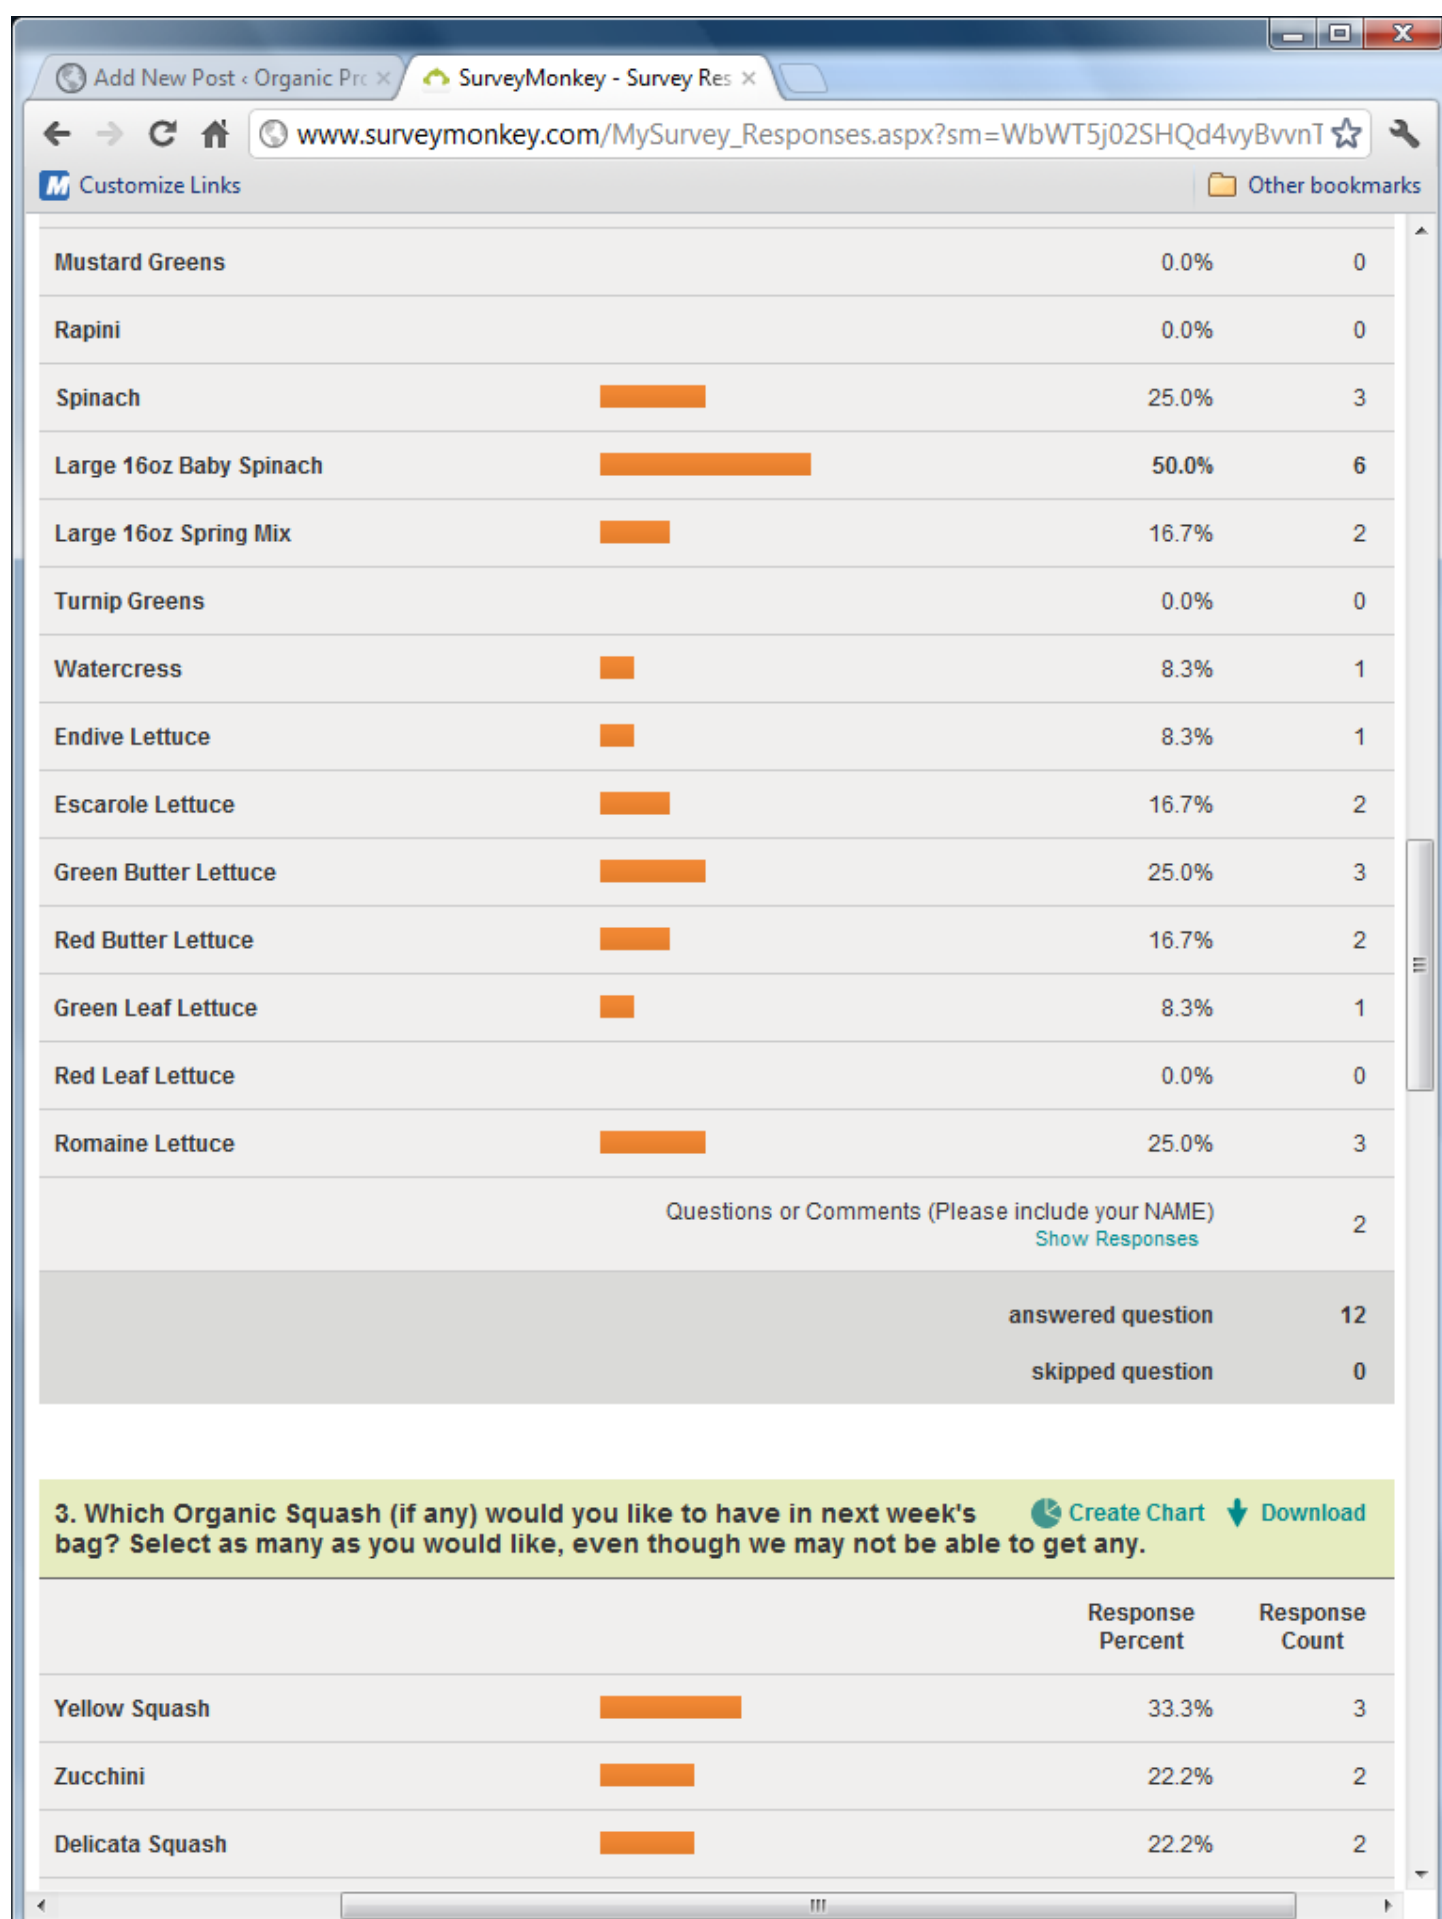 Add New Post ‹ Organic Pro
SurveyMonkey - Survey Res
www.surveymonkey.com/MySurvey_Responses.aspx?sm=WbWT5j02SHQd4vyBvvnT
Customize Links
Other bookmarks
Mustard Greens 0.0% 0
Rapini 0.0% 0
Spinach 25.0% 3
Large 16oz Baby Spinach 50.0% 6
Large 16oz Spring Mix 16.7% 2
Turnip Greens 0.0% 0
Watercress 8.3% 1
Endive Lettuce 8.3% 1
Escarole Lettuce 16.7% 2
Green Butter Lettuce 25.0% 3
Red Butter Lettuce 16.7% 2
Green Leaf Lettuce 8.3% 1
Red Leaf Lettuce 0.0% 0
Romaine Lettuce 25.0% 3
Questions or Comments (Please include your NAME) 2
Show Responses
answered question 12
skipped question 0
3. Which Organic Squash (if any) would you like to have in next week's Create Chart Download
bag? Select as many as you would like, even though we may not be able to get any.
Response Response
Percent Count
Yellow Squash 33.3% 3
Zucchini 22.2% 2
Delicata Squash 22.2% 2